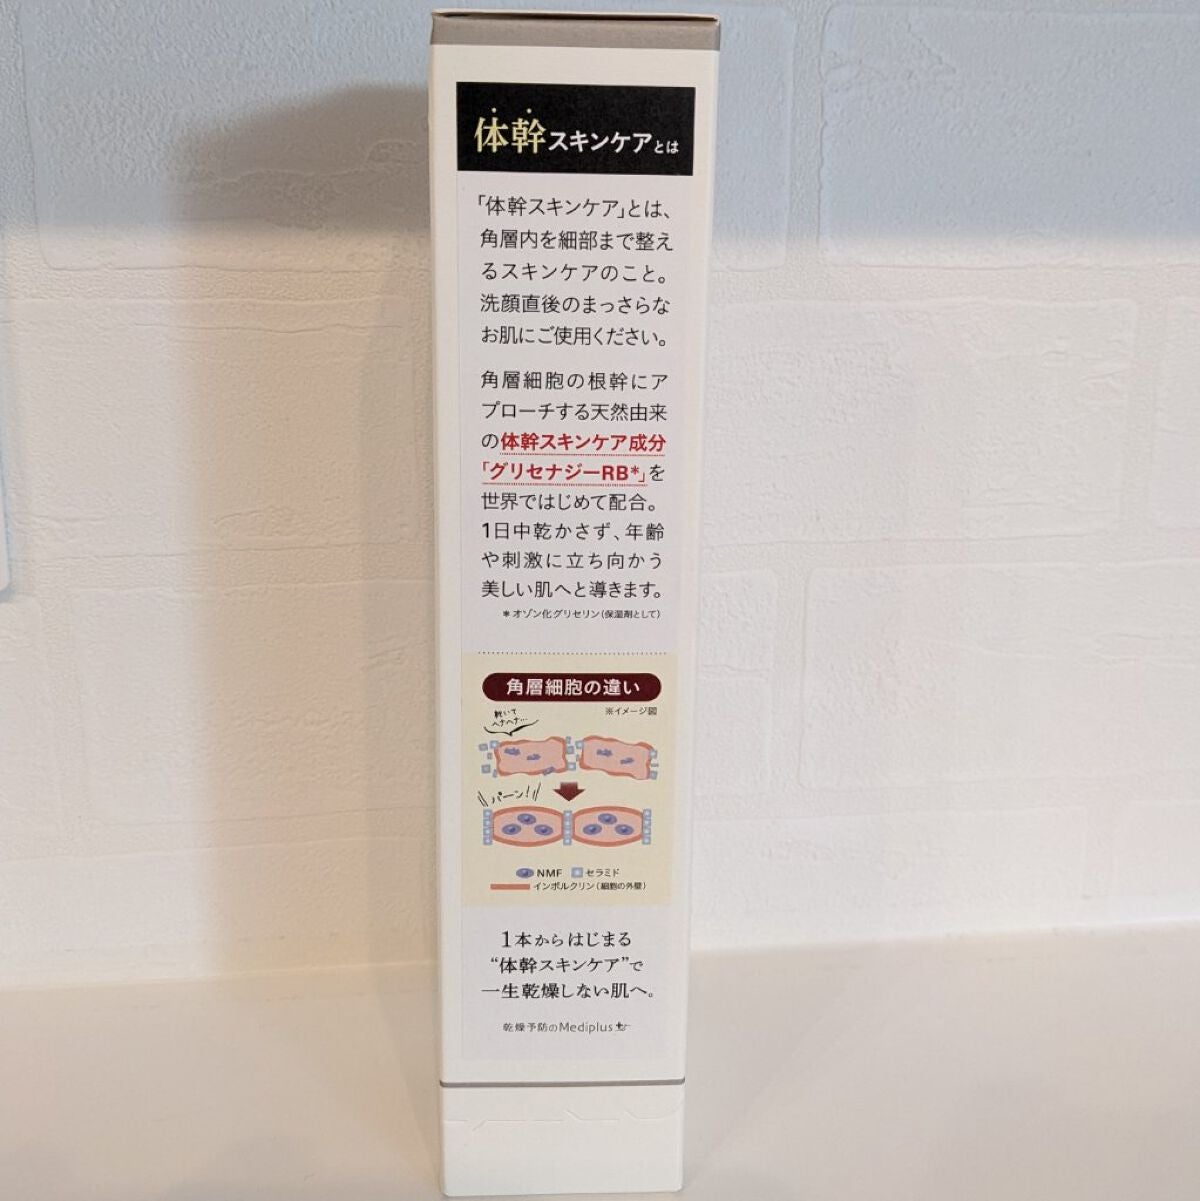 体幹スキンケアとは
「体幹スキンケア」とは、
角層内を細部まで整え
るスキンケアのこと。
洗顔直後のまっさらな
お肌にご使用ください。
角層細胞の根幹にア
プローチする天然由来
の体幹スキンケア成分
「グリセナジーRB*」を
世界ではじめて配合。
1日中乾かさず、年齢
や刺激に立ち向かう
美しい肌へと導きます。
*オゾン化グリセリン(保湿剤として)
角層細胞の違い
※イメージ図
乾いて
ヘナヘナ…
パーン!
NMF セラミド
インボルクリン(細胞の外壁)
1本からはじまる
“体幹スキンケア”で
一生乾燥しない肌へ。
乾燥予防のMediplus